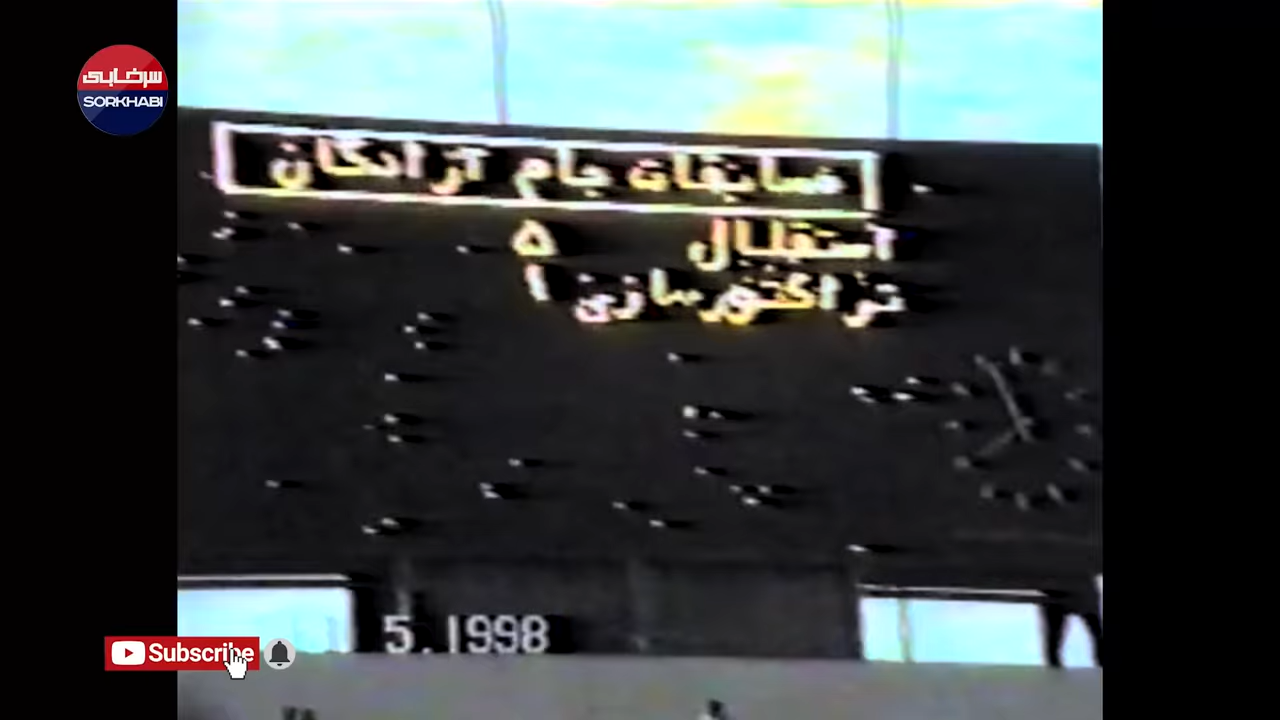 سرخابی
SORKHABI
مسابقات جام آزادگان
استقلال ۵
تراکتورسازی ۱
5.1998
Subscribe